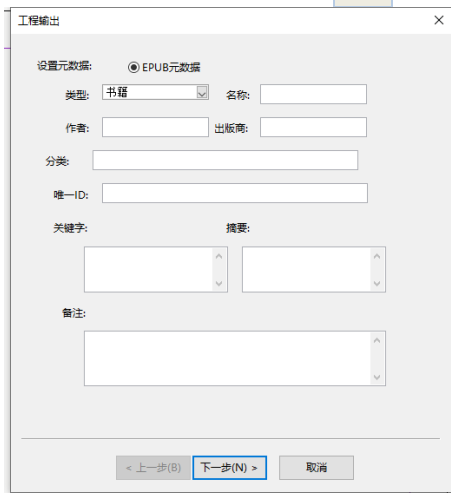 工程输出
设置元数据: EPUB元数据
类型: 书籍 名称:
作者: 出版商:
分类:
唯一ID:
关键字: 摘要:
备注:
< 上一步(B) 下一步(N) > 取消